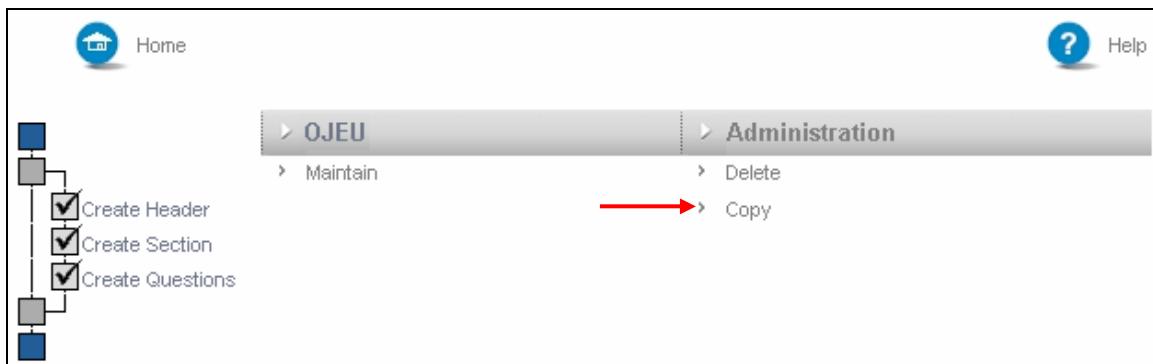 Home
? Help
OJEU
Administration
Maintain
Delete
Copy
Create Header
Create Section
Create Questions